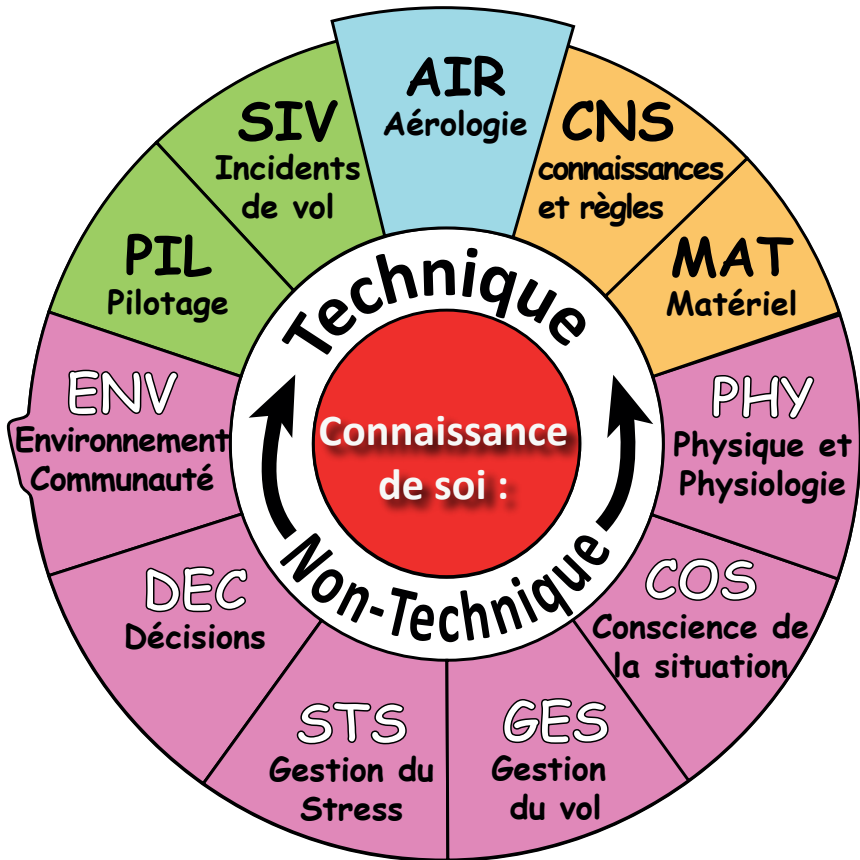 AIR
Aérologie
CNS
connaissances
et règles
MAT
Matériel
PHY
Physique et
Physiologie
COS
Conscience de
la situation
GES
Gestion
du vol
STS
Gestion du
Stress
DEC
Décisions
ENV
Environnement
Communauté
PIL
Pilotage
SIV
Incidents
de vol
Technique
Connaissance
de soi :
Non-Technique